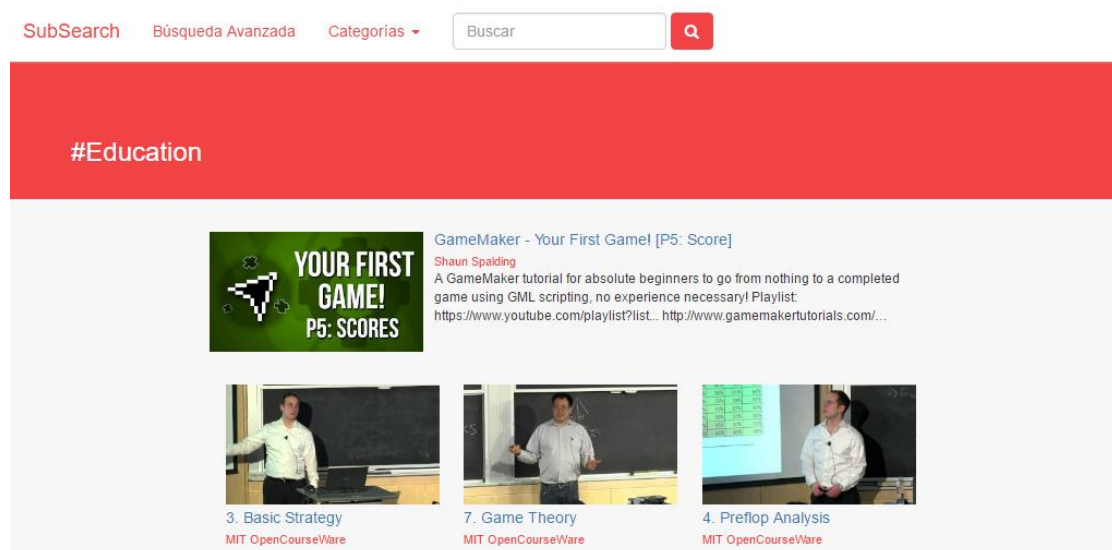 SubSearch Búsqueda Avanzada Categorías Buscar
#Education
YOUR FIRST
GAME!
P5: SCORES
GameMaker - Your First Game! [P5: Score]
Shaun Spalding
A GameMaker tutorial for absolute beginners to go from nothing to a completed
game using GML scripting, no experience necessary! Playlist:
https://www.youtube.com/playlist?list... http://www.gamemakertutorials.com/…
3. Basic Strategy
MIT OpenCourseWare
7. Game Theory
MIT OpenCourseWare
4. Preflop Analysis
MIT OpenCourseWare